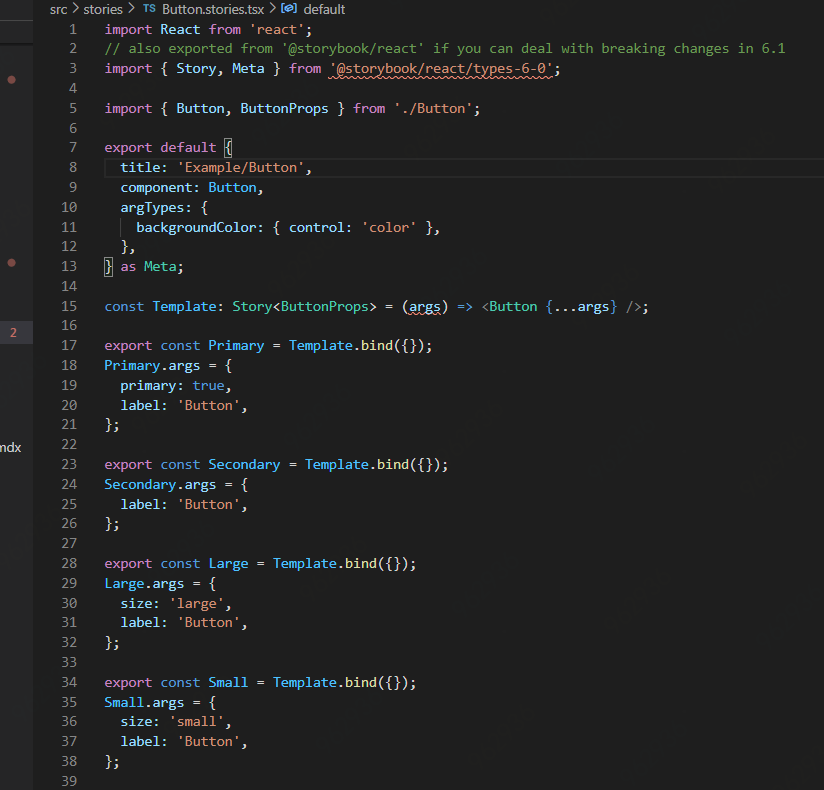 src > stories > TS Button.stories.tsx > default
1 import React from 'react';
2 // also exported from '@storybook/react' if you can deal with breaking changes in 6.1
3 import { Story, Meta } from '@storybook/react/types-6-0';
4
5 import { Button, ButtonProps } from './Button';
6
7 export default {
8   title: 'Example/Button',
9   component: Button,
10   argTypes: {
11     backgroundColor: { control: 'color' },
12   },
13 } as Meta;
14
15 const Template: Story<ButtonProps> = (args) => <Button {...args} />;
16
2
17 export const Primary = Template.bind({});
18 Primary.args = {
19   primary: true,
20   label: 'Button',
21 };
22
mdx
23 export const Secondary = Template.bind({});
24 Secondary.args = {
25   label: 'Button',
26 };
27
28 export const Large = Template.bind({});
29 Large.args = {
30   size: 'large',
31   label: 'Button',
32 };
33
34 export const Small = Template.bind({});
35 Small.args = {
36   size: 'small',
37   label: 'Button',
38 };
39